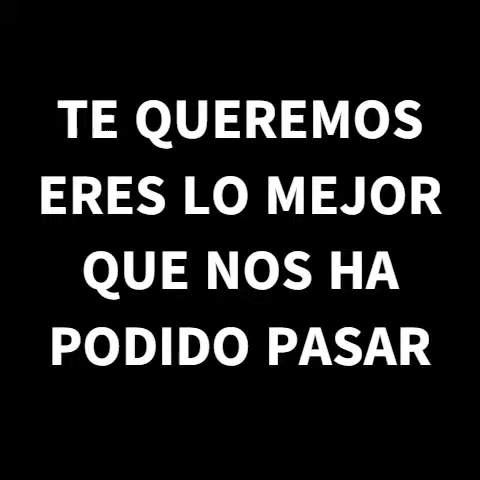 TE QUEREMOS
ERES LO MEJOR
QUE NOS HA
PODIDO PASAR